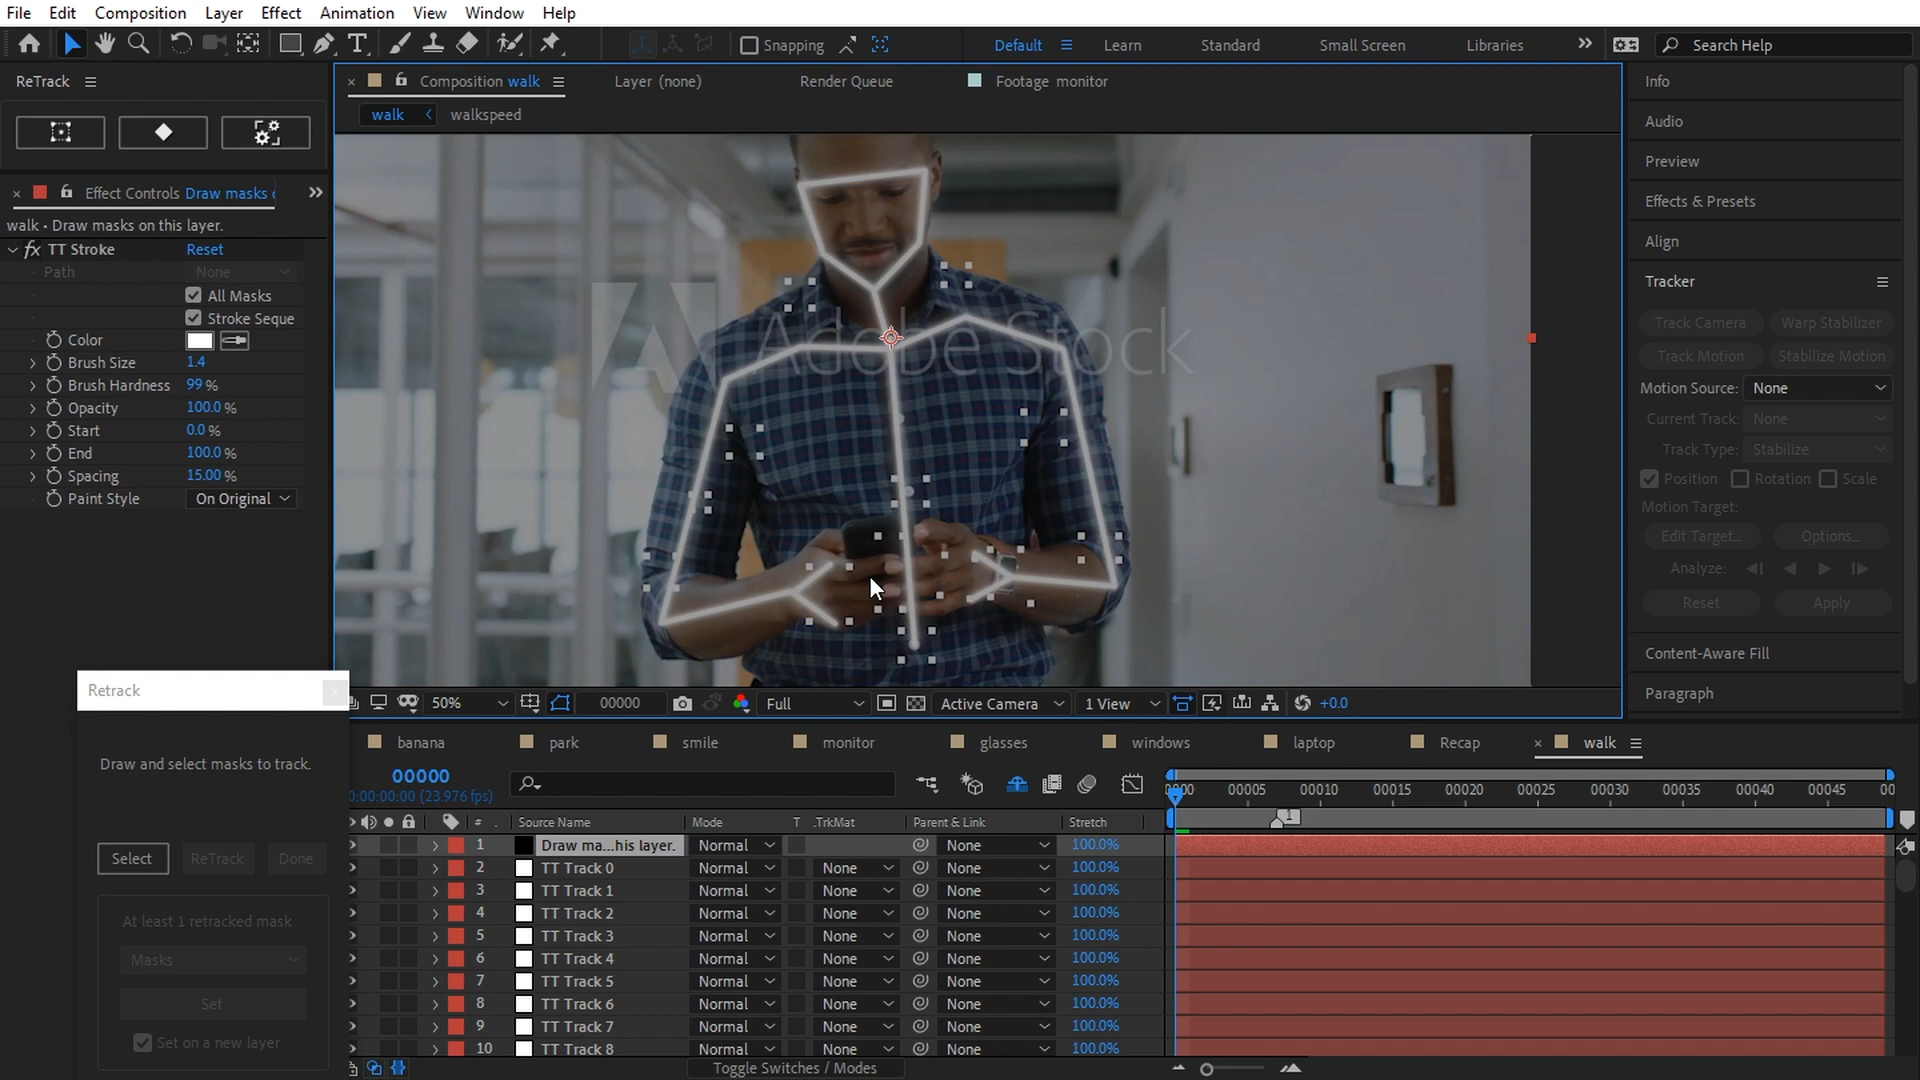 File Edit Composition Layer Effect Animation View Window Help
Snapping Default Learn Standard Small Screen Libraries Search Help
ReTrack
Composition walk Layer (none) Render Queue Footage monitor
walk walkspeed
Effect Controls Draw masks
walk • Draw masks on this layer.
fx TT Stroke Reset
Path None
All Masks
Stroke Seque
Color
Brush Size 1.4
Brush Hardness 99 %
Opacity 100.0 %
Start 0.0 %
End 100.0 %
Spacing 15.00 %
Paint Style On Original
Adobe Stock
Info
Audio
Preview
Effects & Presets
Align
Tracker
Track Camera Warp Stabilizer
Track Motion Stabilize Motion
Motion Source: None
Current Track: None
Track Type: Stabilize
Position Rotation Scale
Motion Target:
Edit Target... Options...
Analyze:
Reset Apply
Content-Aware Fill
Paragraph
50% 00000 Full Active Camera 1 View +0.0
Retrack
Draw and select masks to track.
Select ReTrack Done
At least 1 retracked mask
Masks
Set
Set on a new layer
banana park smile monitor glasses windows laptop Recap walk
00000
0:00:00:00 (23.976 fps)
0000 00005 00010 00015 00020 00025 00030 00035 00040 00045 00
1
# . Source Name Mode T .TrkMat Parent & Link Stretch
1 Draw ma...his layer. Normal None 100.0%
2 TT Track 0 Normal None None 100.0%
3 TT Track 1 Normal None None 100.0%
4 TT Track 2 Normal None None 100.0%
5 TT Track 3 Normal None None 100.0%
6 TT Track 4 Normal None None 100.0%
7 TT Track 5 Normal None None 100.0%
8 TT Track 6 Normal None None 100.0%
9 TT Track 7 Normal None None 100.0%
10 TT Track 8 Normal None None 100.0%
Toggle Switches / Modes